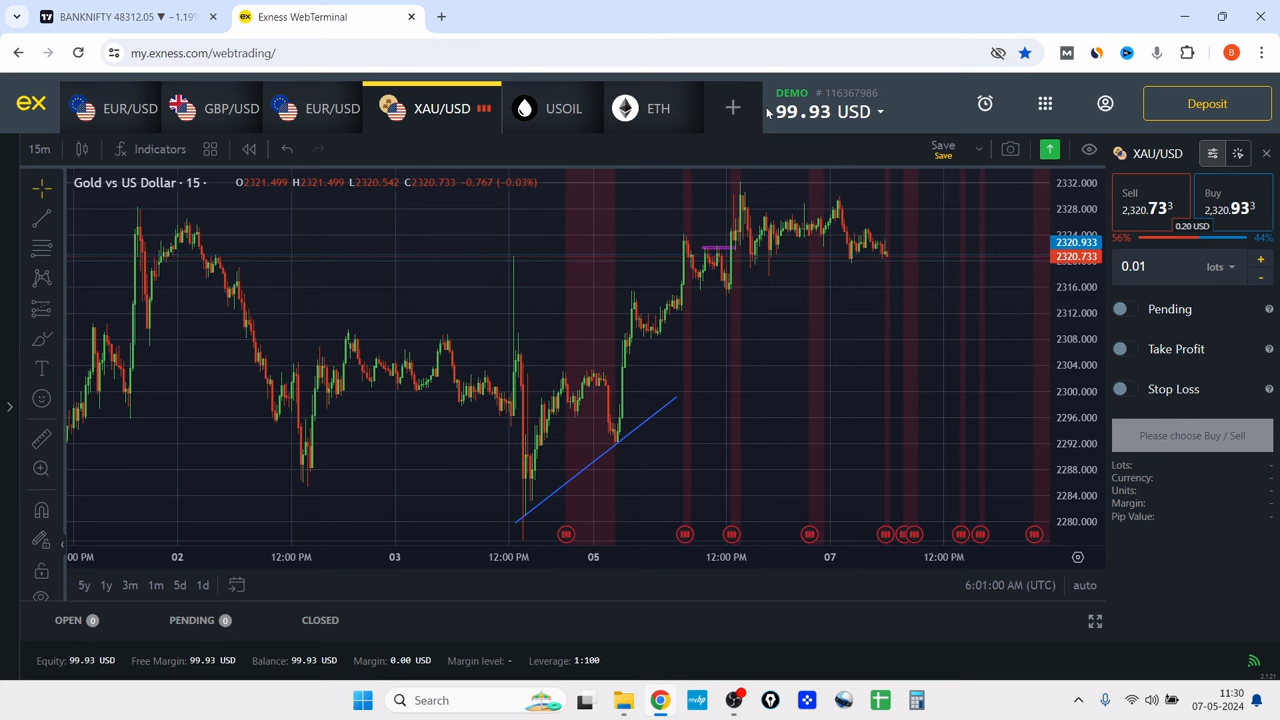 BANKNIFTY 48312.05 ▼ −1.19%
Exness WebTerminal
my.exness.com/webtrading/
B
ex
EUR/USD
GBP/USD
EUR/USD
XAU/USD
USOIL
ETH
DEMO # 116367986
99.93 USD
Deposit
15m
Indicators
Save
Save
XAU/USD
Gold vs US Dollar · 15 ·
O2321.499 H2321.499 L2320.542 C2320.733 -0.767 (-0.03%)
Sell
2,320.73³
Buy
2,320.93³
0.20 USD
56%
44%
0.01
lots
+
-
Pending
Take Profit
Stop Loss
Please choose Buy / Sell
Lots: -
Currency: -
Units: -
Margin: -
Pip Value: -
2332.000
2328.000
2320.933
2320.733
2316.000
2312.000
2308.000
2304.000
2300.000
2296.000
2292.000
2288.000
2284.000
2280.000
:00 PM
02
12:00 PM
03
12:00 PM
05
12:00 PM
07
12:00 PM
5y
1y
3m
1m
5d
1d
6:01:00 AM (UTC)
auto
OPEN 0
PENDING 0
CLOSED
Equity: 99.93 USD
Free Margin: 99.93 USD
Balance: 99.93 USD
Margin: 0.00 USD
Margin level: -
Leverage: 1:100
2.1.21
Search
myhp
11:30
07-05-2024